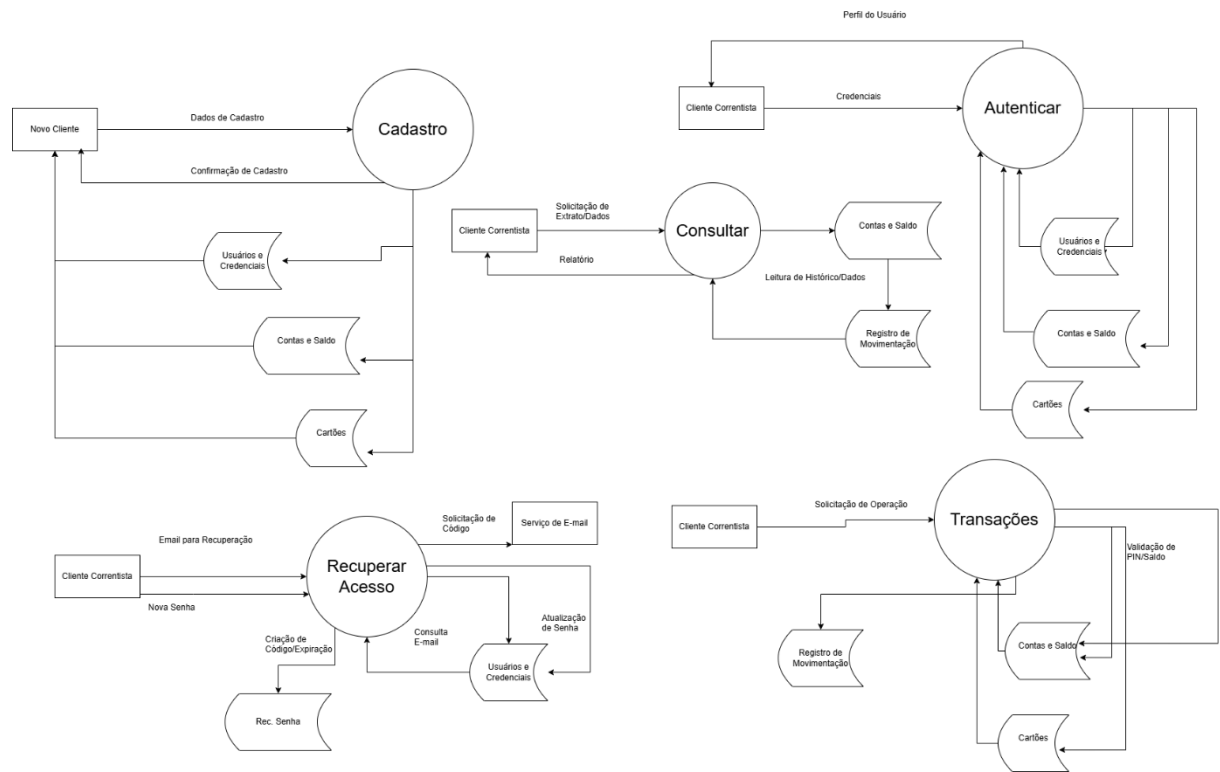 Perfil do Usuário
Novo Cliente
Dados de Cadastro
Cadastro
Confirmação de Cadastro
Usuários e
Credenciais
Contas e Saldo
Cartões
Cliente Correntista
Credenciais
Autenticar
Usuários e
Credenciais
Contas e Saldo
Cartões
Cliente Correntista
Solicitação de
Extrato/Dados
Consultar
Relatório
Contas e Saldo
Leitura de Histórico/Dados
Registro de
Movimentação
Cliente Correntista
Email para Recuperação
Nova Senha
Recuperar
Acesso
Solicitação de
Código
Serviço de E-mail
Criação de
Código/Expiração
Rec. Senha
Consulta
E-mail
Atualização
de Senha
Usuários e
Credenciais
Cliente Correntista
Solicitação de Operação
Transações
Validação de
PIN/Saldo
Registro de
Movimentação
Contas e Saldo
Cartões